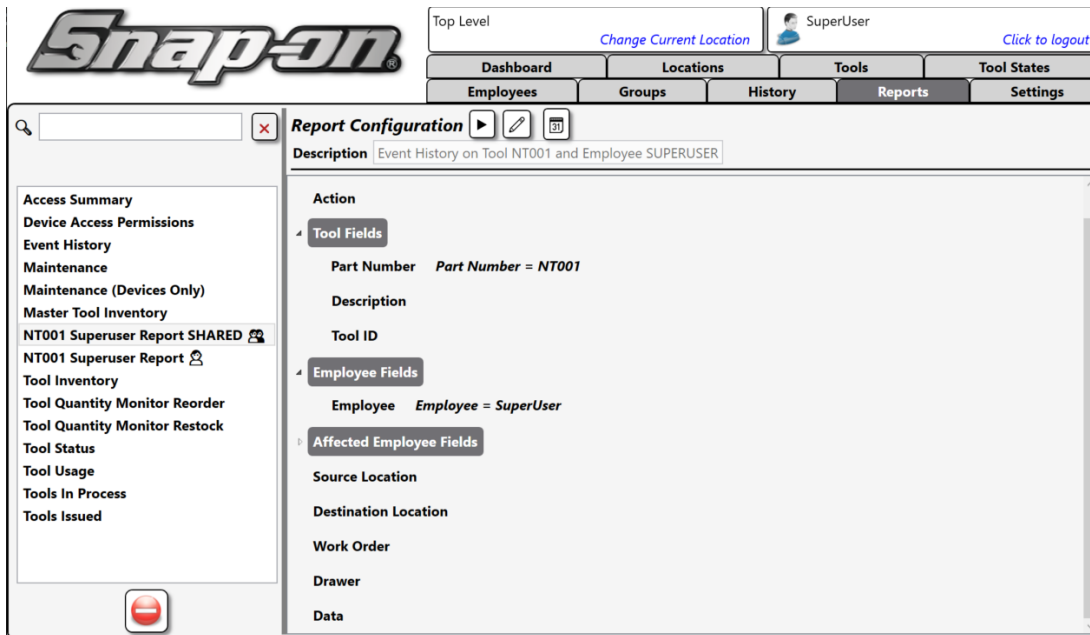 Snap-on®
Top Level
Change Current Location
SuperUser
Click to logout
Dashboard Locations Tools Tool States
Employees Groups History Reports Settings
Report Configuration 31
Description Event History on Tool NT001 and Employee SUPERUSER
Access Summary
Device Access Permissions
Event History
Maintenance
Maintenance (Devices Only)
Master Tool Inventory
NT001 Superuser Report SHARED
NT001 Superuser Report
Tool Inventory
Tool Quantity Monitor Reorder
Tool Quantity Monitor Restock
Tool Status
Tool Usage
Tools In Process
Tools Issued
Action
Tool Fields
Part Number Part Number = NT001
Description
Tool ID
Employee Fields
Employee Employee = SuperUser
Affected Employee Fields
Source Location
Destination Location
Work Order
Drawer
Data